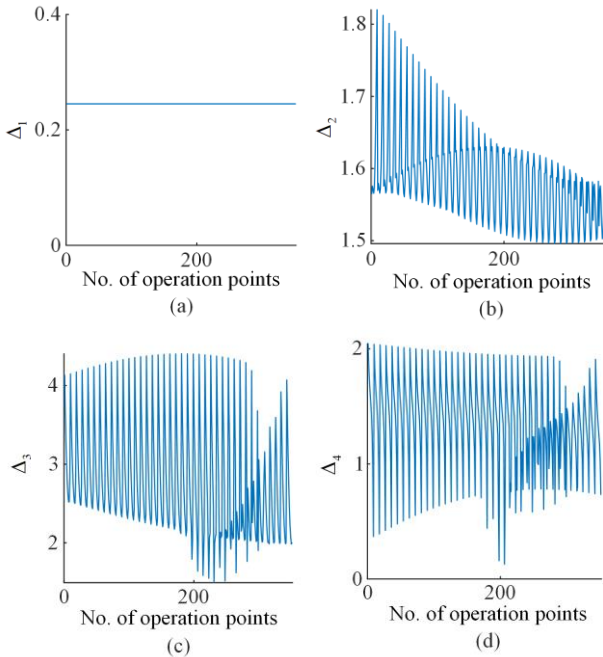 0.4
0.2
0
Δ1
0
200
No. of operation points
(a)
1.8
1.7
1.6
1.5
Δ2
0
200
No. of operation points
(b)
4
3
2
Δ3
0
200
No. of operation points
(c)
2
1
0
Δ4
0
200
No. of operation points
(d)